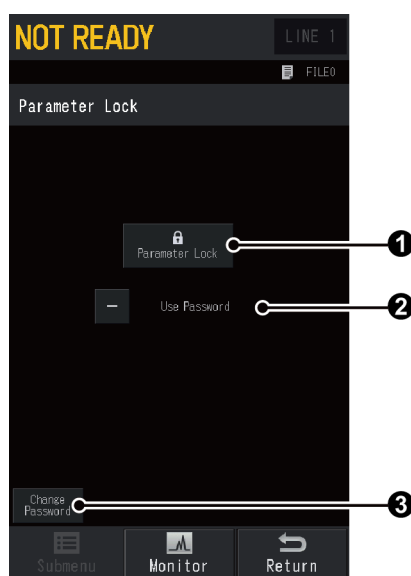 NOT READY
LINE 1
FILE0
Parameter Lock
Parameter Lock
1
− Use Password
2
Change
Password
3
Submenu
Monitor
Return